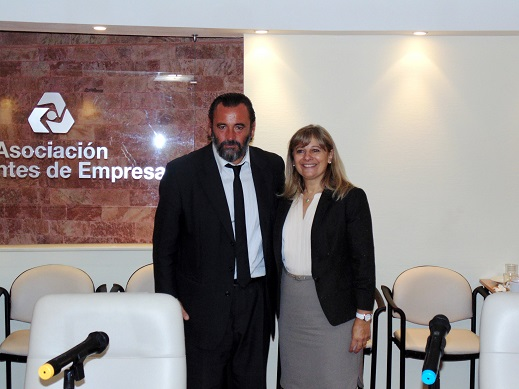 Asociación
ntes de Empresa